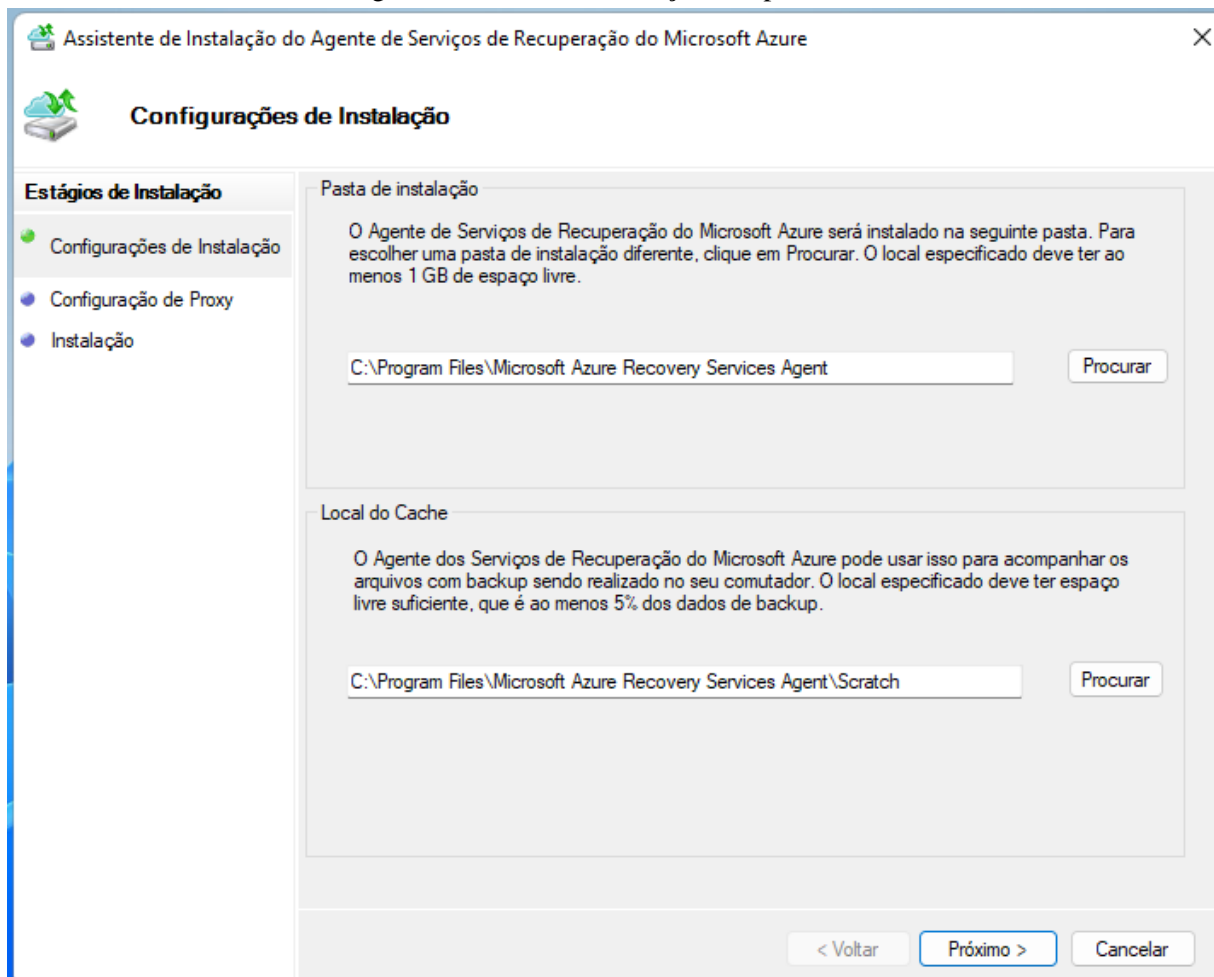 Assistente de Instalação do Agente de Serviços de Recuperação do Microsoft Azure
Configurações de Instalação
Estágios de Instalação
Configurações de Instalação
Configuração de Proxy
Instalação
Pasta de instalação
O Agente de Serviços de Recuperação do Microsoft Azure será instalado na seguinte pasta. Para
escolher uma pasta de instalação diferente, clique em Procurar. O local especificado deve ter ao
menos 1 GB de espaço livre.
C:\Program Files\Microsoft Azure Recovery Services Agent
Procurar
Local do Cache
O Agente dos Serviços de Recuperação do Microsoft Azure pode usar isso para acompanhar os
arquivos com backup sendo realizado no seu comutador. O local especificado deve ter espaço
livre suficiente, que é ao menos 5% dos dados de backup.
C:\Program Files\Microsoft Azure Recovery Services Agent\Scratch
Procurar
< Voltar
Próximo >
Cancelar